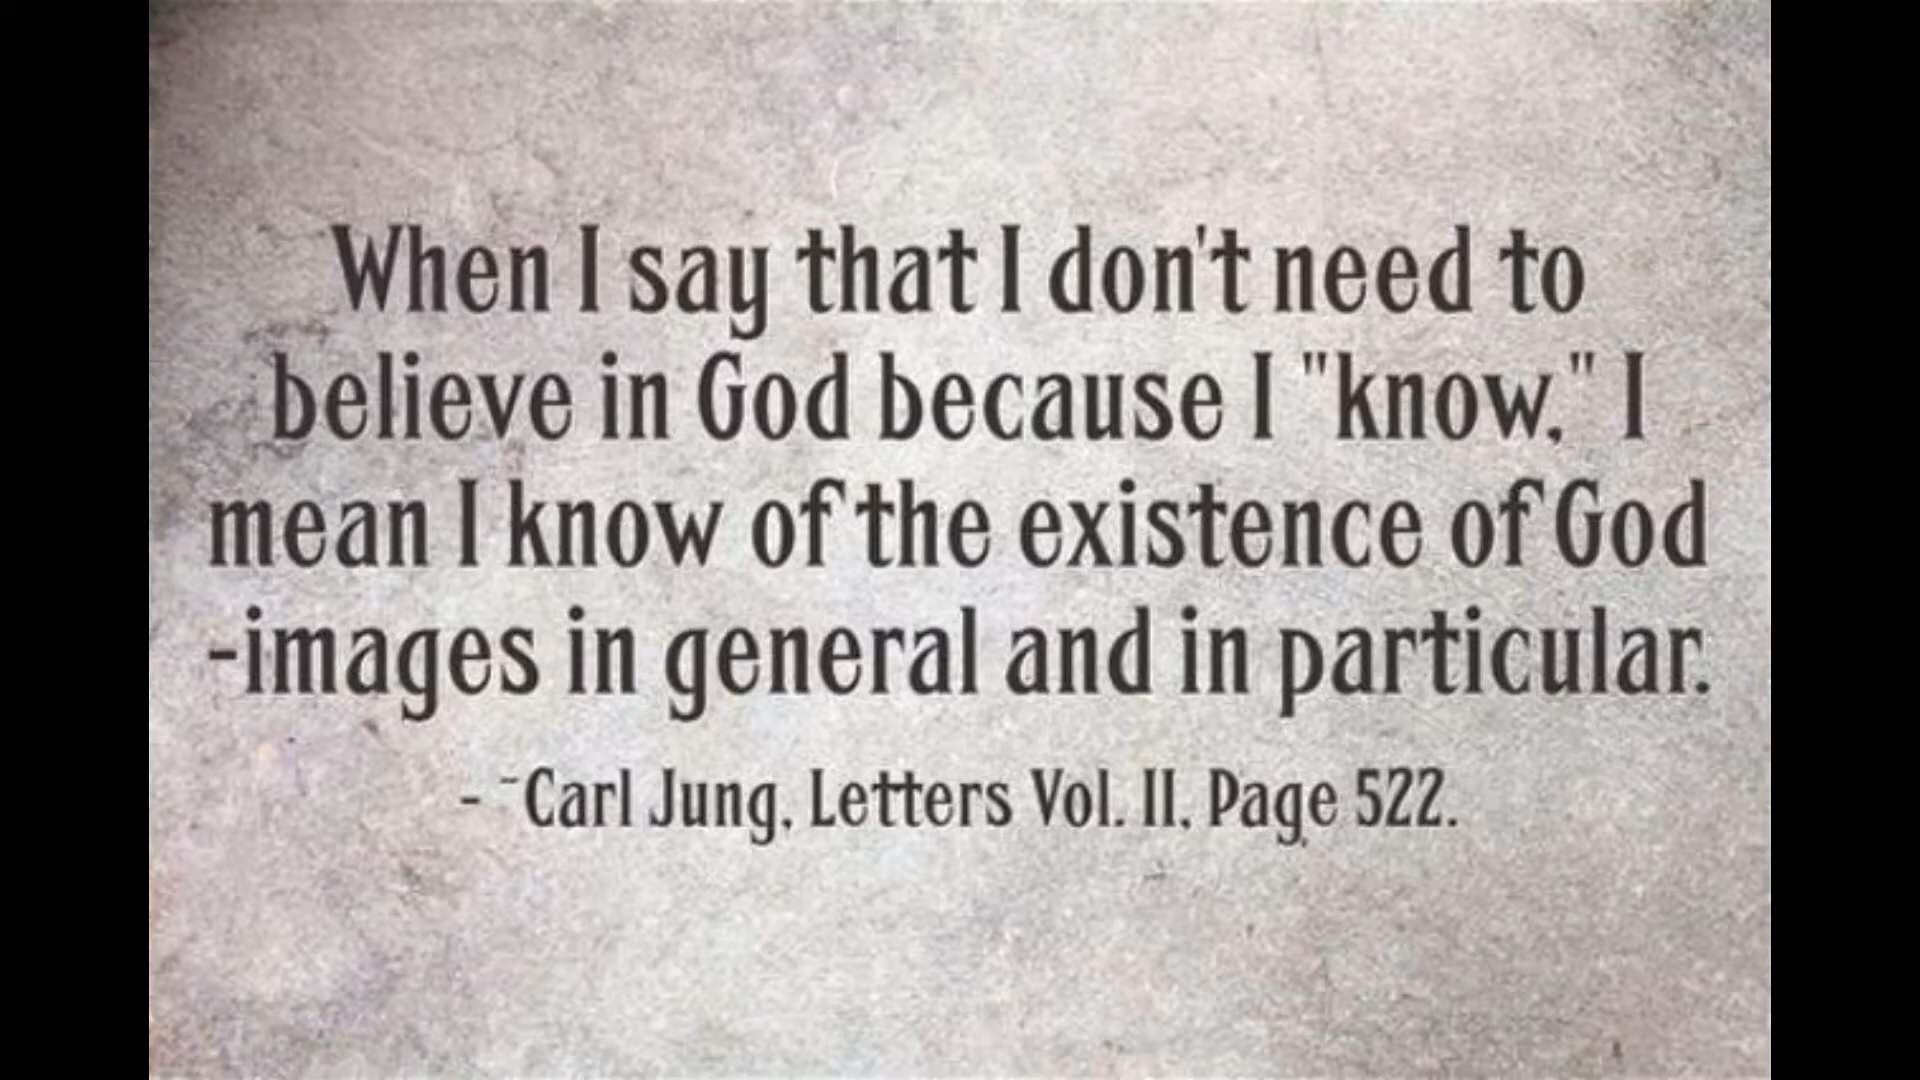 When I say that I don't need to
believe in God because I "know," I
mean I know of the existence of God
-images in general and in particular.
- ~Carl Jung, Letters Vol. II, Page 522.